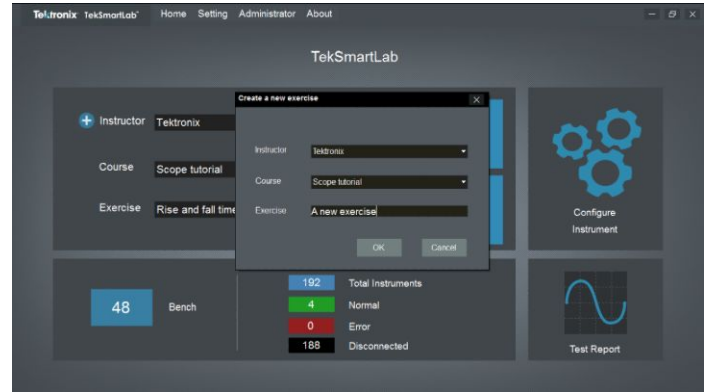 Tektronix TekSmartLab™ Home Setting Administrator About
TekSmartLab
Create a new exercise
Instructor Tektronix
Course Scope tutorial
Exercise Rise and fall time
Instructor Tektronix
Course Scope tutorial
Exercise A new exercise
OK Cancel
Configure
Instrument
48 Bench
192 Total Instruments
4 Normal
0 Error
188 Disconnected
Test Report